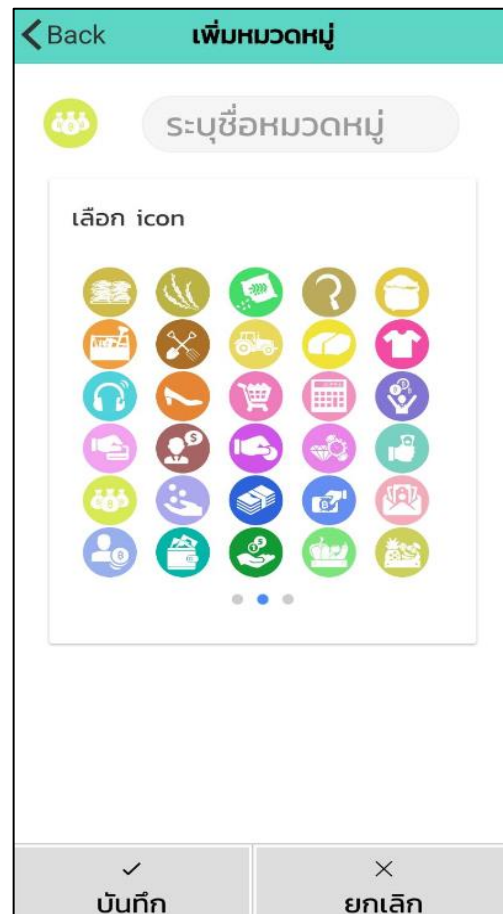 Back เพิ่มหมวดหมู่
ระบุชื่อหมวดหมู่
เลือก icon
บันทึก ยกเลิก